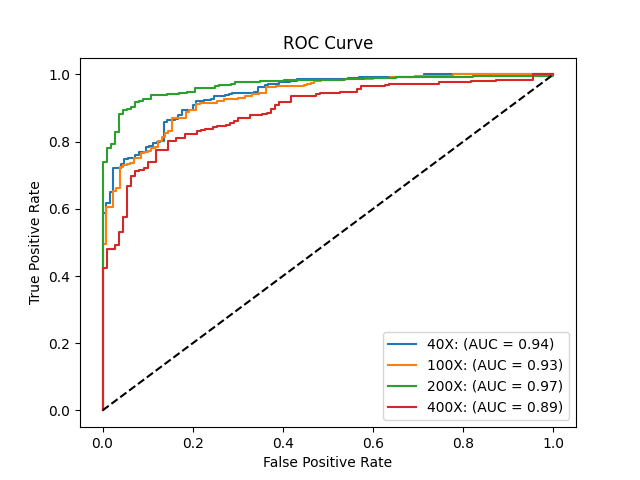 ROC Curve
True Positive Rate
1.0
0.8
0.6
0.4
0.2
0.0
0.0 0.2 0.4 0.6 0.8 1.0
False Positive Rate
40X: (AUC = 0.94)
100X: (AUC = 0.93)
200X: (AUC = 0.97)
400X: (AUC = 0.89)